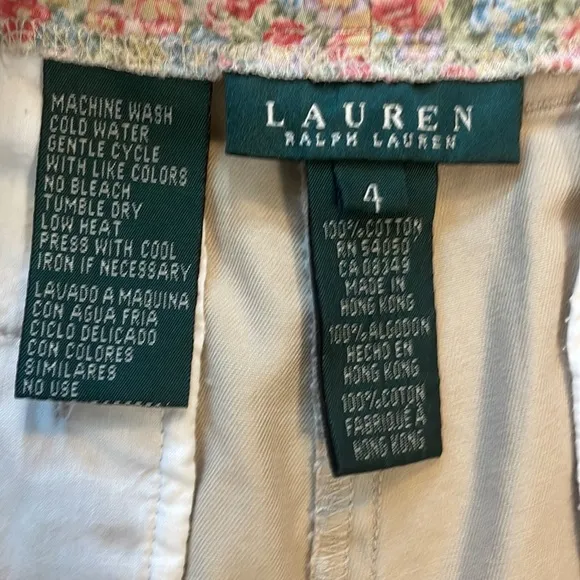 MACHINE WASH
COLD WATER
GENTLE CYCLE
WITH LIKE COLORS
NO BLEACH
TUMBLE DRY
LOW HEAT
PRESS WITH COOL
IRON IF NECESSARY
LAVADO A MAQUINA
CON AGUA FRIA
CICLO DELICADO
CON COLORES
SIMILARES
NO USE
LAUREN
RALPH LAUREN
4
100% COTTON
RN 54050
CA 08349
MADE IN
HONG KONG
100% ALGODON
HECHO EN
HONG KONG
100% COTON
FABRIQUÉ À
HONG KONG